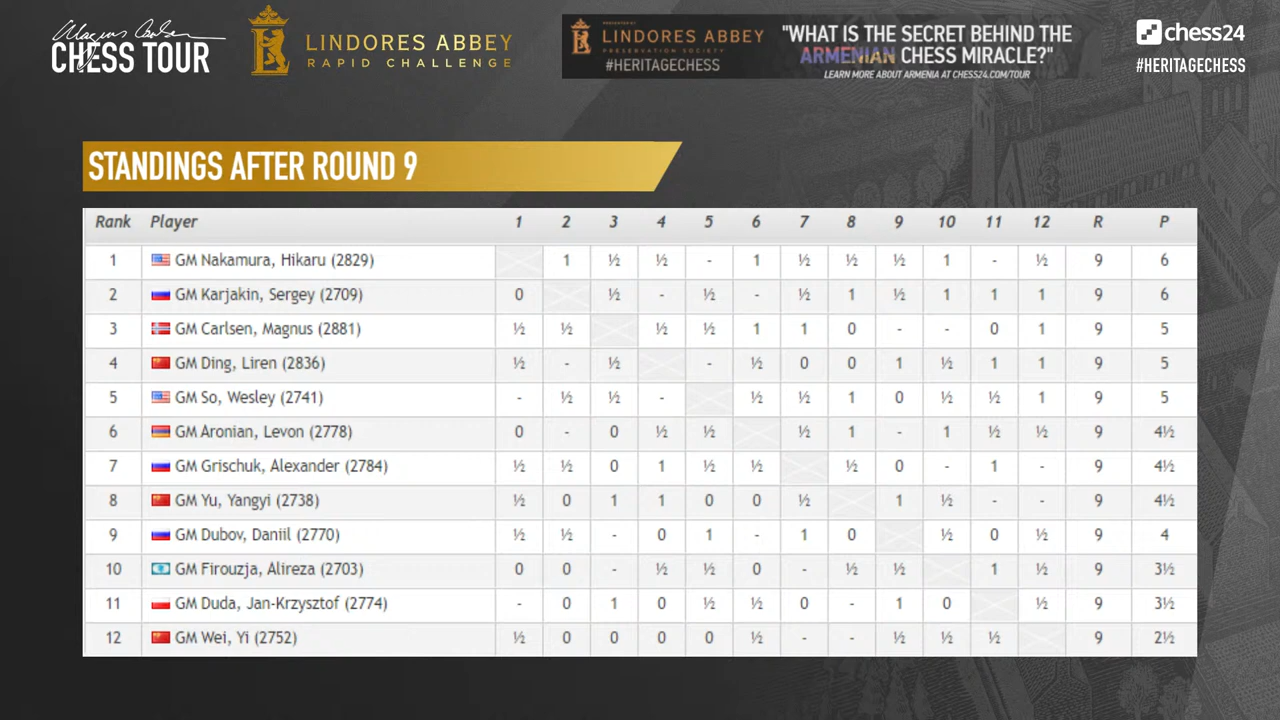 Magnus Carlsen
CHESS TOUR
LINDORES ABBEY
RAPID CHALLENGE
PRESENTED BY
LINDORES ABBEY
PRESERVATION SOCIETY
#HERITAGECHESS
"WHAT IS THE SECRET BEHIND THE
ARMENIAN CHESS MIRACLE?"
LEARN MORE ABOUT ARMENIA AT CHESS24.COM/TOUR
chess24
#HERITAGECHESS
STANDINGS AFTER ROUND 9
Rank Player 1 2 3 4 5 6 7 8 9 10 11 12 R P
1 GM Nakamura, Hikaru (2829) 1 ½ ½ - 1 ½ ½ ½ 1 - ½ 9 6
2 GM Karjakin, Sergey (2709) 0 ½ - ½ - ½ 1 ½ 1 1 1 9 6
3 GM Carlsen, Magnus (2881) ½ ½ ½ ½ 1 1 0 - - 0 1 9 5
4 GM Ding, Liren (2836) ½ - ½ - ½ 0 0 1 ½ 1 1 9 5
5 GM So, Wesley (2741) - ½ ½ - ½ ½ 1 0 ½ ½ 1 9 5
6 GM Aronian, Levon (2778) 0 - 0 ½ ½ ½ 1 - 1 ½ ½ 9 4½
7 GM Grischuk, Alexander (2784) ½ ½ 0 1 ½ ½ ½ 0 - 1 - 9 4½
8 GM Yu, Yangyi (2738) ½ 0 1 1 0 0 ½ 1 ½ - - 9 4½
9 GM Dubov, Daniil (2770) ½ ½ - 0 1 - 1 0 ½ 0 ½ 9 4
10 GM Firouzja, Alireza (2703) 0 0 - ½ ½ 0 - ½ ½ 1 ½ 9 3½
11 GM Duda, Jan-Krzysztof (2774) - 0 1 0 ½ ½ 0 - 1 0 ½ 9 3½
12 GM Wei, Yi (2752) ½ 0 0 0 0 ½ - - ½ ½ ½ 9 2½